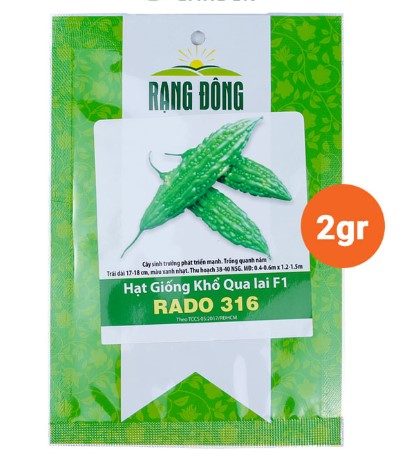 RẠNG ĐÔNG
Cây sinh trưởng phát triển mạnh. Trồng quanh năm
Trái dài 17-18 cm, màu xanh nhạt. Thu hoạch 38-40 NSG. MĐ: 0.4-0.6m x 1.2-1.5m
Hạt Giống Khổ Qua lai F1
RADO 316
2gr